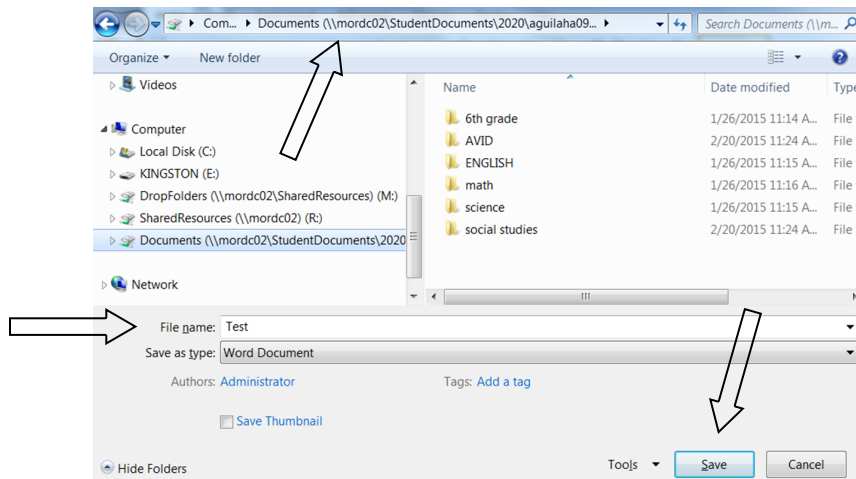 Com... Documents (\\mordc02\StudentDocuments\2020\aguilaha09... Search Documents (\\m...
Organize New folder
Videos
Computer
Local Disk (C:)
KINGSTON (E:)
DropFolders (\\mordc02\SharedResources) (M:)
SharedResources (\\mordc02) (R:)
Documents (\\mordc02\StudentDocuments\2020
Network
Name Date modified Type
6th grade 1/26/2015 11:14 A... File
AVID 2/20/2015 11:24 A... File
ENGLISH 1/26/2015 11:15 A... File
math 1/26/2015 11:16 A... File
science 1/26/2015 11:15 A... File
social studies 2/20/2015 11:24 A... File
File name: Test
Save as type: Word Document
Authors: Administrator Tags: Add a tag
Save Thumbnail
Hide Folders Tools Save Cancel